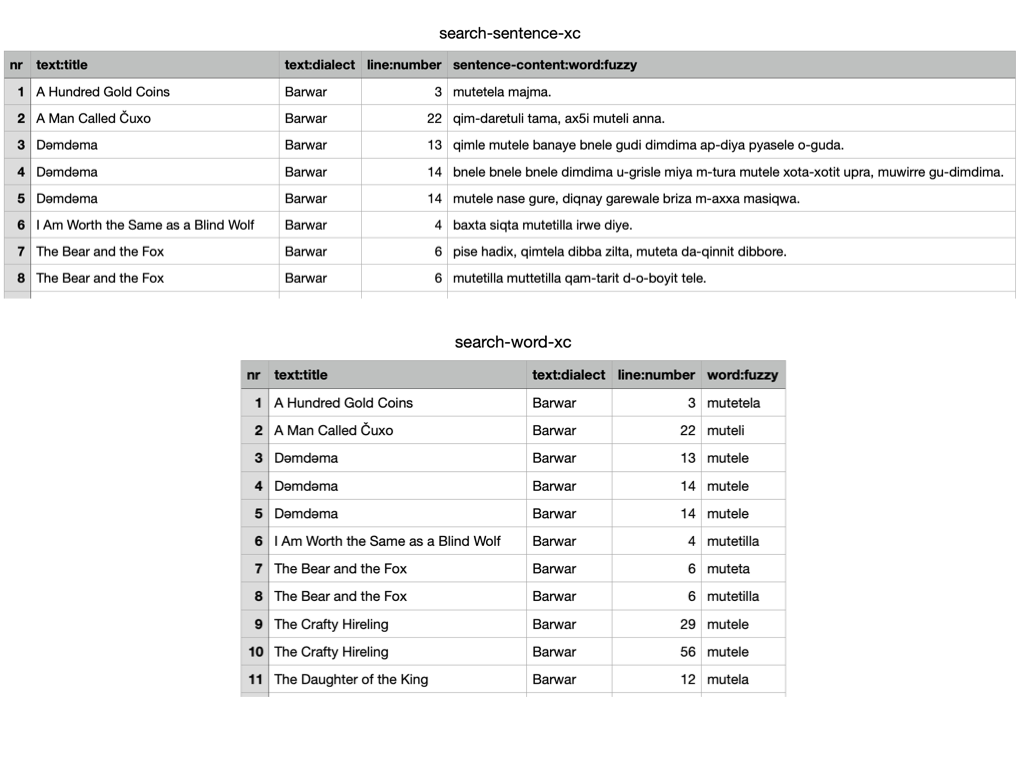 search-sentence-xc
nr text:title text:dialect line:number sentence-content:word:fuzzy
1 A Hundred Gold Coins Barwar 3 mutetela majma.
2 A Man Called Čuxo Barwar 22 qim-daretuli tama, ax5i muteli anna.
3 Dəmdəma Barwar 13 qimle mutele banaye bnele gudi dimdima ap-diya pyasele o-guda.
4 Dəmdəma Barwar 14 bnele bnele bnele dimdima u-grisle miya m-tura mutele xota-xotit upra, muwirre gu-dimdima.
5 Dəmdəma Barwar 14 mutele nase gure, diqnay garewale briza m-axxa masiqwa.
6 I Am Worth the Same as a Blind Wolf Barwar 4 baxta siqta mutetilla irwe diye.
7 The Bear and the Fox Barwar 6 pise hadix, qimtela dibba zilta, muteta da-qinnit dibbore.
8 The Bear and the Fox Barwar 6 mutetilla muttetilla qam-tarit d-o-boyit tele.
search-word-xc
nr text:title text:dialect line:number word:fuzzy
1 A Hundred Gold Coins Barwar 3 mutetela
2 A Man Called Čuxo Barwar 22 muteli
3 Dəmdəma Barwar 13 mutele
4 Dəmdəma Barwar 14 mutele
5 Dəmdəma Barwar 14 mutele
6 I Am Worth the Same as a Blind Wolf Barwar 4 mutetilla
7 The Bear and the Fox Barwar 6 muteta
8 The Bear and the Fox Barwar 6 mutetilla
9 The Crafty Hireling Barwar 29 mutele
10 The Crafty Hireling Barwar 56 mutele
11 The Daughter of the King Barwar 12 mutela